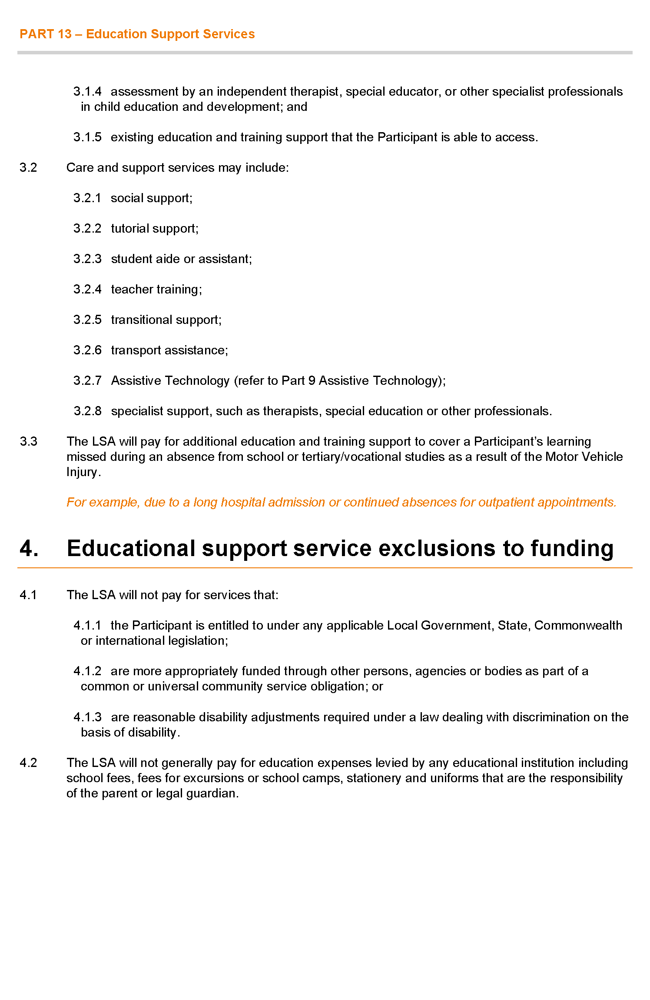 PART 13 – Education Support Services
3.1.4 assessment by an independent therapist, special educator, or other specialist professionals
in child education and development; and
3.1.5 existing education and training support that the Participant is able to access.
3.2 Care and support services may include:
3.2.1 social support;
3.2.2 tutorial support;
3.2.3 student aide or assistant;
3.2.4 teacher training;
3.2.5 transitional support;
3.2.6 transport assistance;
3.2.7 Assistive Technology (refer to Part 9 Assistive Technology);
3.2.8 specialist support, such as therapists, special education or other professionals.
3.3 The LSA will pay for additional education and training support to cover a Participant’s learning
missed during an absence from school or tertiary/vocational studies as a result of the Motor Vehicle
Injury.
For example, due to a long hospital admission or continued absences for outpatient appointments.
4. Educational support service exclusions to funding
4.1 The LSA will not pay for services that:
4.1.1 the Participant is entitled to under any applicable Local Government, State, Commonwealth
or international legislation;
4.1.2 are more appropriately funded through other persons, agencies or bodies as part of a
common or universal community service obligation; or
4.1.3 are reasonable disability adjustments required under a law dealing with discrimination on the
basis of disability.
4.2 The LSA will not generally pay for education expenses levied by any educational institution including
school fees, fees for excursions or school camps, stationery and uniforms that are the responsibility
of the parent or legal guardian.